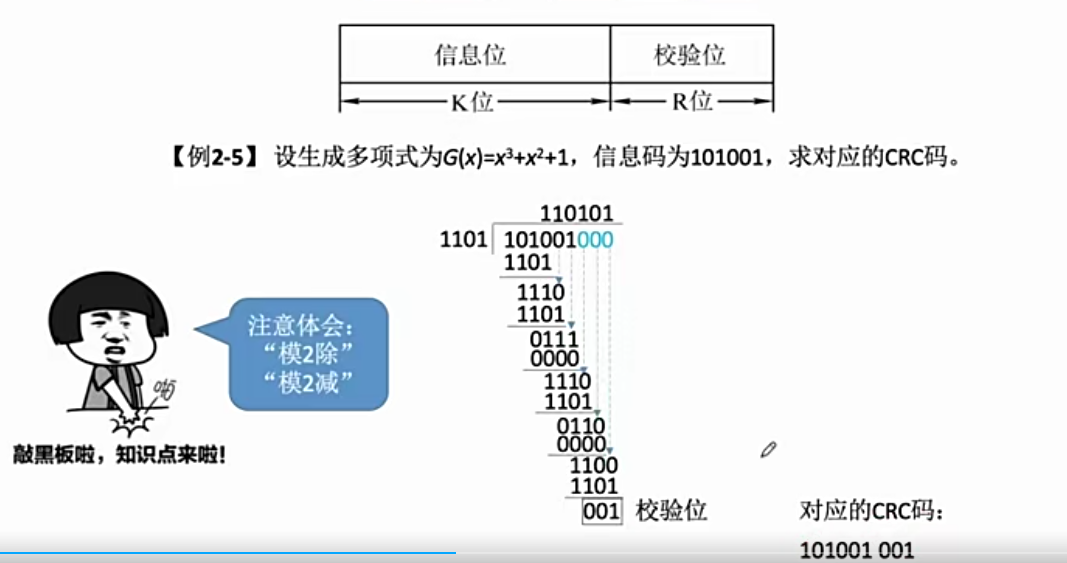 信息位 校验位
K位 R位
【例2-5】 设生成多项式为G(x)=x³+x²+1，信息码为101001，求对应的CRC码。
110101
1101 101001000
1101
1110
1101
0111
0000
1110
1101
0110
0000
1100
1101
001 校验位
注意体会：
“模2除”
“模2减”
敲黑板啦，知识点来啦！
对应的CRC码：
101001 001